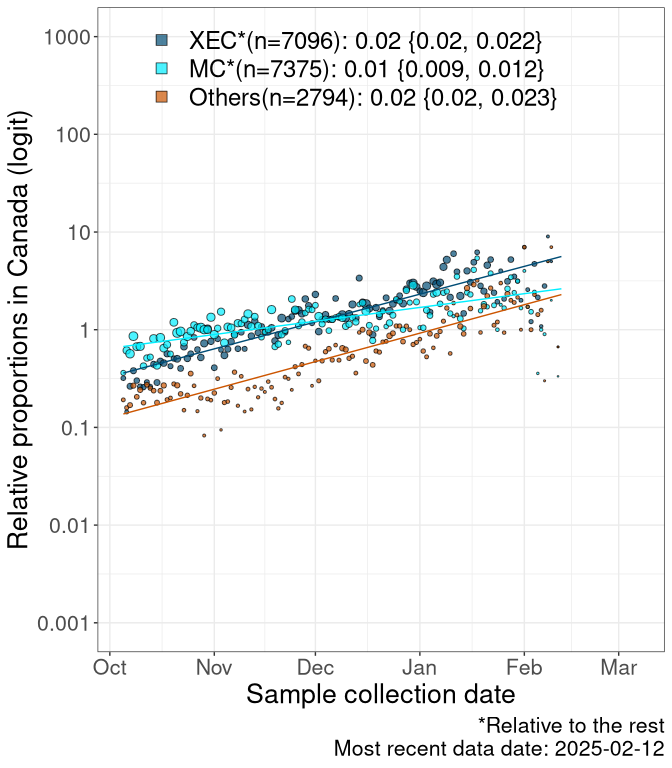 XEC*(n=7096): 0.02 {0.02, 0.022}
MC*(n=7375): 0.01 {0.009, 0.012}
Others(n=2794): 0.02 {0.02, 0.023}
Relative proportions in Canada (logit)
1000
100
10
1
0.1
0.01
0.001
Oct Nov Dec Jan Feb Mar
Sample collection date
*Relative to the rest
Most recent data date: 2025-02-12